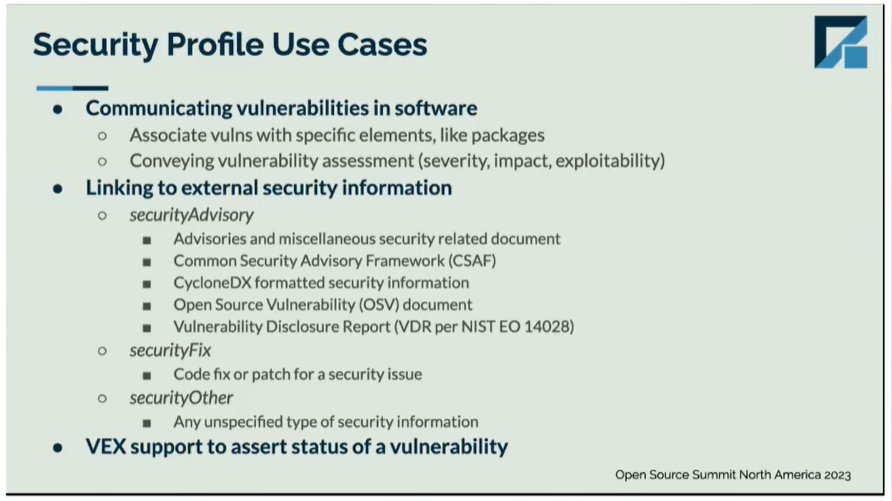 Security Profile Use Cases
● Communicating vulnerabilities in software
○ Associate vulns with specific elements, like packages
○ Conveying vulnerability assessment (severity, impact, exploitability)
● Linking to external security information
○ securityAdvisory
■ Advisories and miscellaneous security related document
■ Common Security Advisory Framework (CSAF)
■ CycloneDX formatted security information
■ Open Source Vulnerability (OSV) document
■ Vulnerability Disclosure Report (VDR per NIST EO 14028)
○ securityFix
■ Code fix or patch for a security issue
○ securityOther
■ Any unspecified type of security information
● VEX support to assert status of a vulnerability
Open Source Summit North America 2023